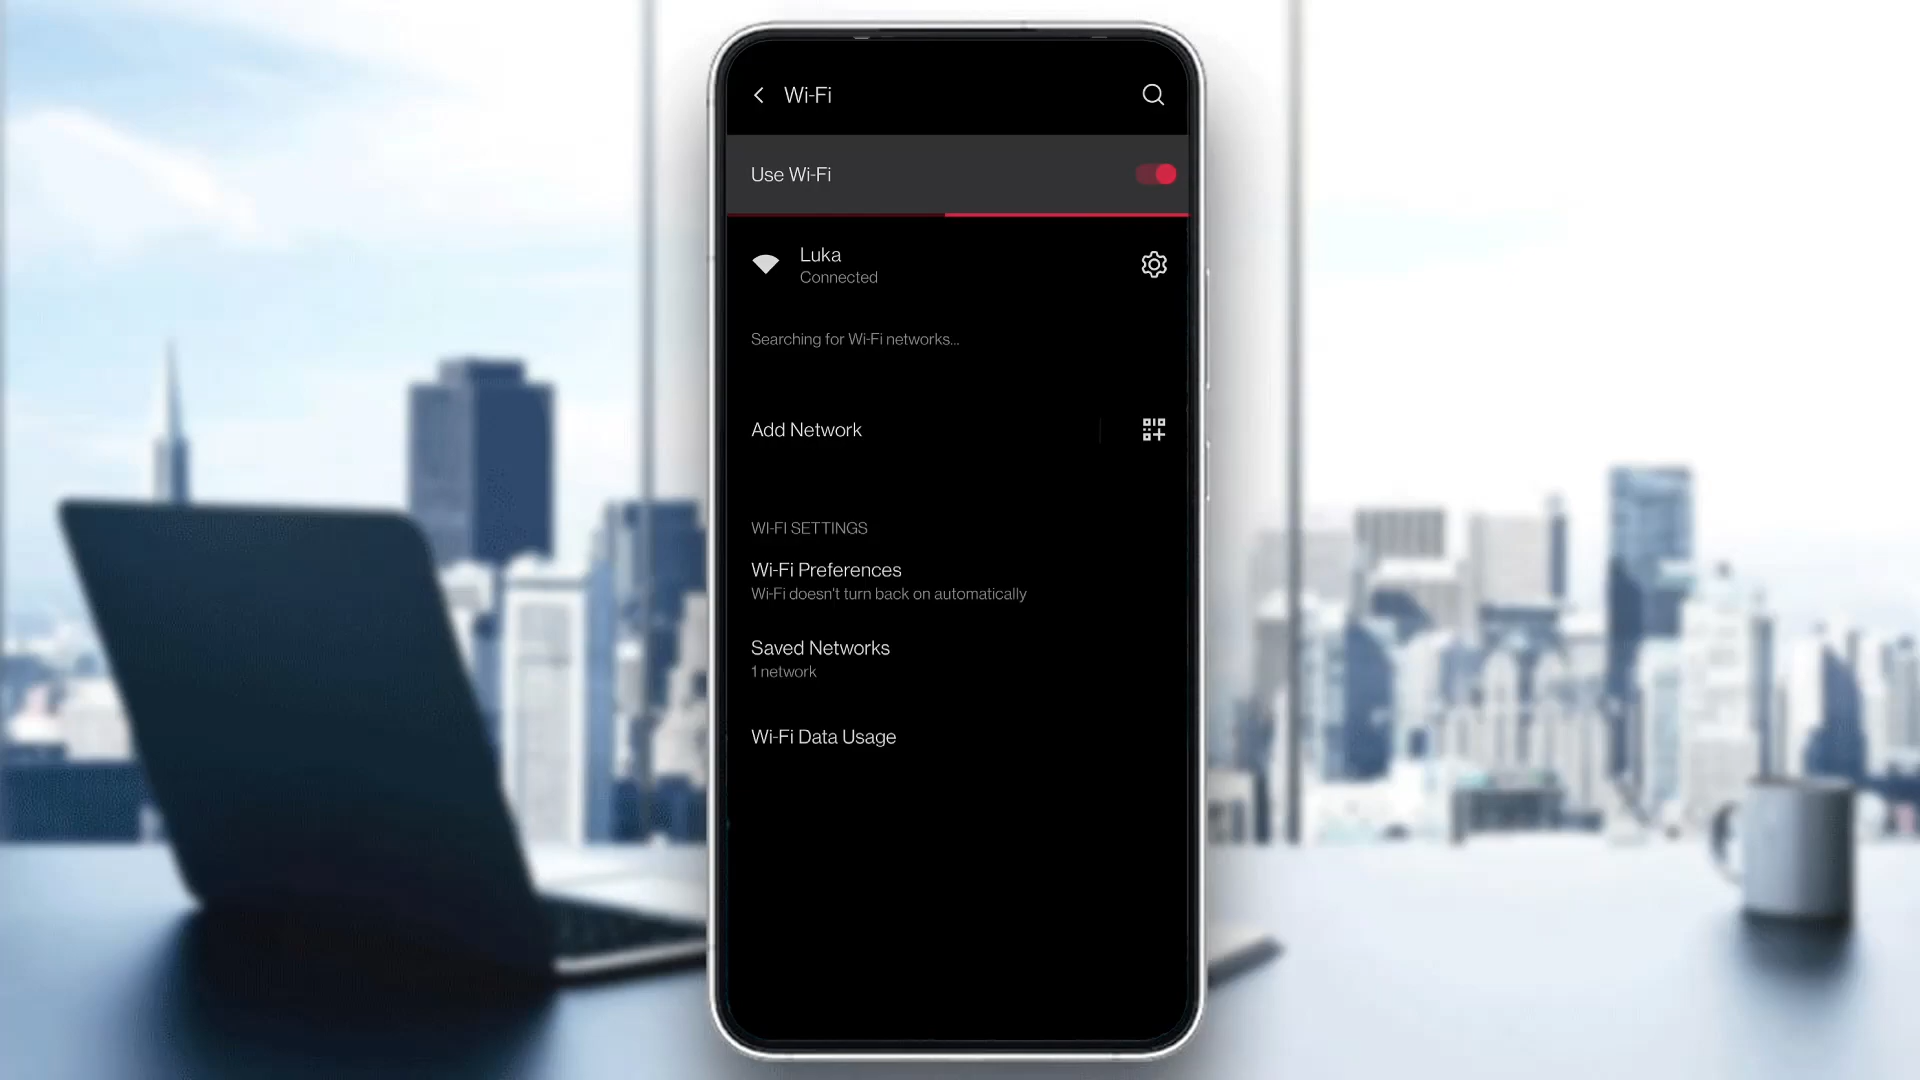 Wi-Fi
Use Wi-Fi
Luka
Connected
Searching for Wi-Fi networks...
Add Network
WI-FI SETTINGS
Wi-Fi Preferences
Wi-Fi doesn't turn back on automatically
Saved Networks
1 network
Wi-Fi Data Usage